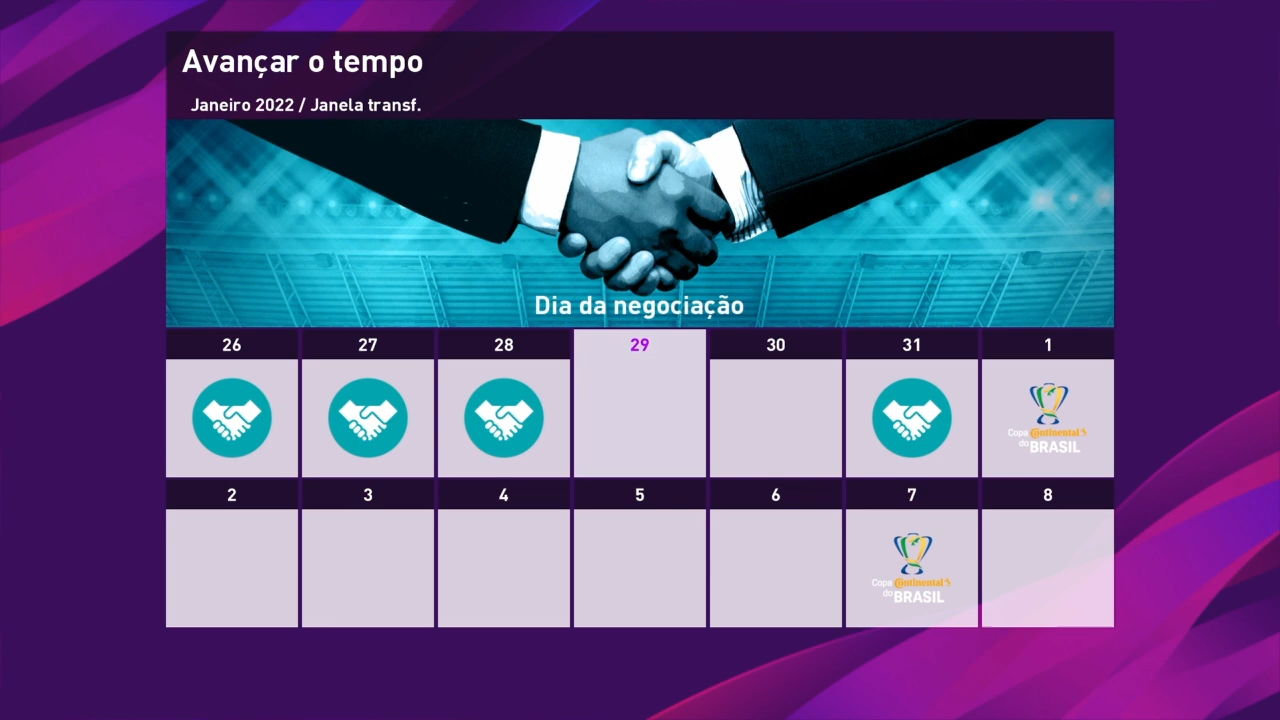 Avançar o tempo
Janeiro 2022 / Janela transf.
Dia da negociação
26 27 28 29 30 31 1
Copa Continental
do BRASIL
2 3 4 5 6 7 8
Copa Continental
do BRASIL